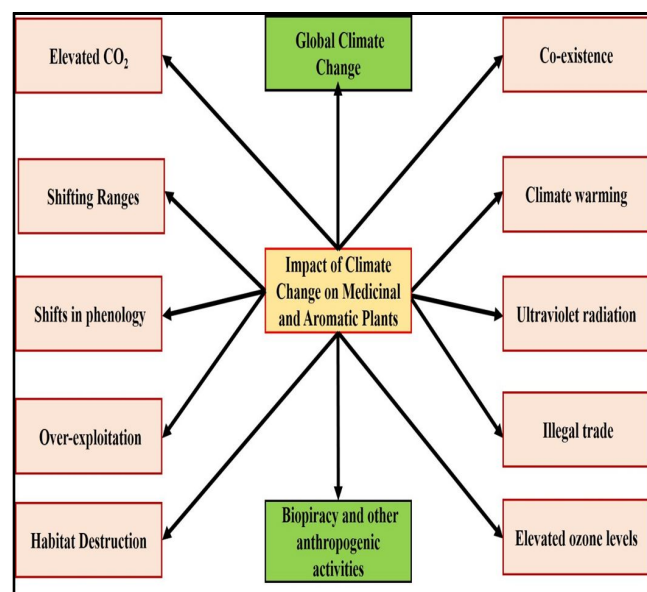 Elevated CO₂
Global Climate
Change
Co-existence
Shifting Ranges
Climate warming
Impact of Climate
Change on Medicinal
and Aromatic Plants
Shifts in phenology
Ultraviolet radiation
Over-exploitation
Illegal trade
Habitat Destruction
Biopiracy and other
anthropogenic
activities
Elevated ozone levels